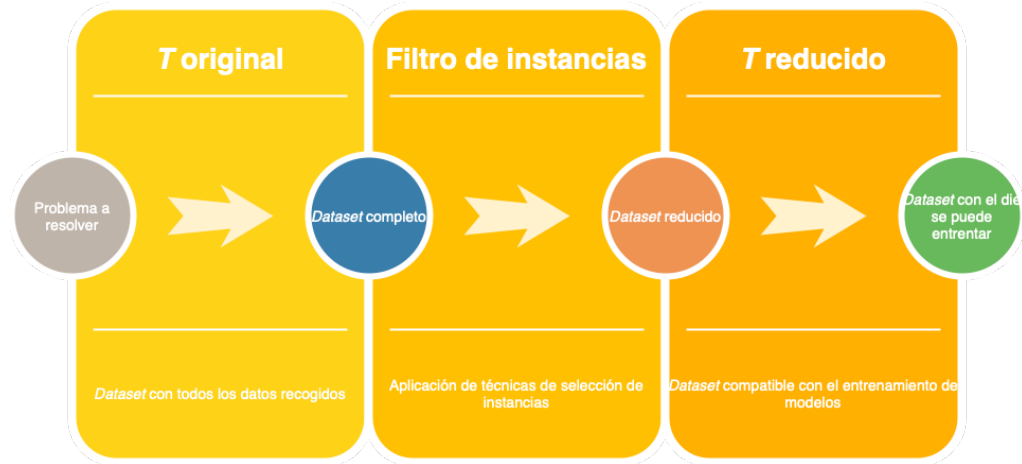 T original
Filtro de instancias
T reducido
Problema a
resolver
Dataset completo
Dataset reducido
Dataset con el die
se puede
entrentar
Dataset con todos los datos recogidos
Aplicación de técnicas de selección de
instancias
Dataset compatible con el entrenamiento de
modelos